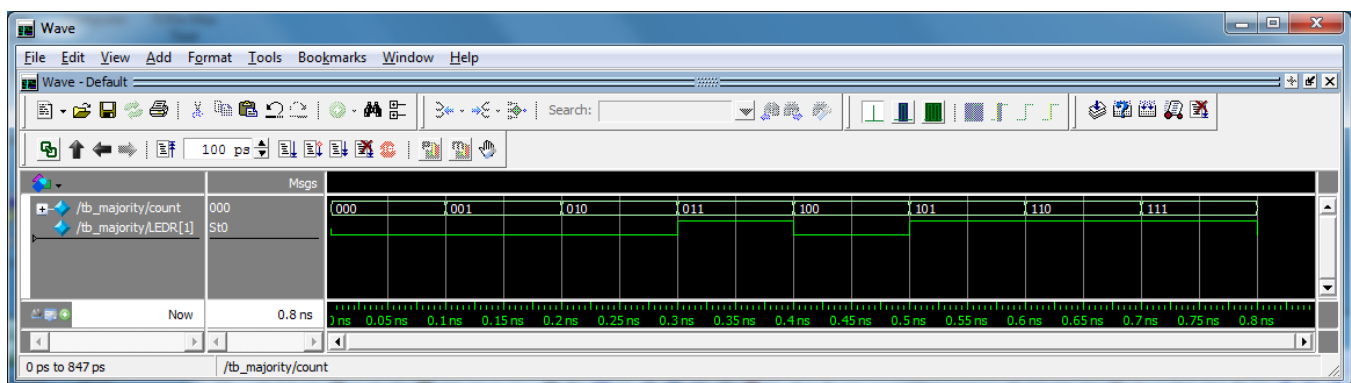 Wave
File Edit View Add Format Tools Bookmarks Window Help
Wave - Default
Search:
100 ps
Msgs
/tb_majority/count 000 000 001 010 011 100 101 110 111
/tb_majority/LEDR[1] St0
Now 0.8 ns ns 0.05 ns 0.1 ns 0.15 ns 0.2 ns 0.25 ns 0.3 ns 0.35 ns 0.4 ns 0.45 ns 0.5 ns 0.55 ns 0.6 ns 0.65 ns 0.7 ns 0.75 ns 0.8 ns
0 ps to 847 ps /tb_majority/count